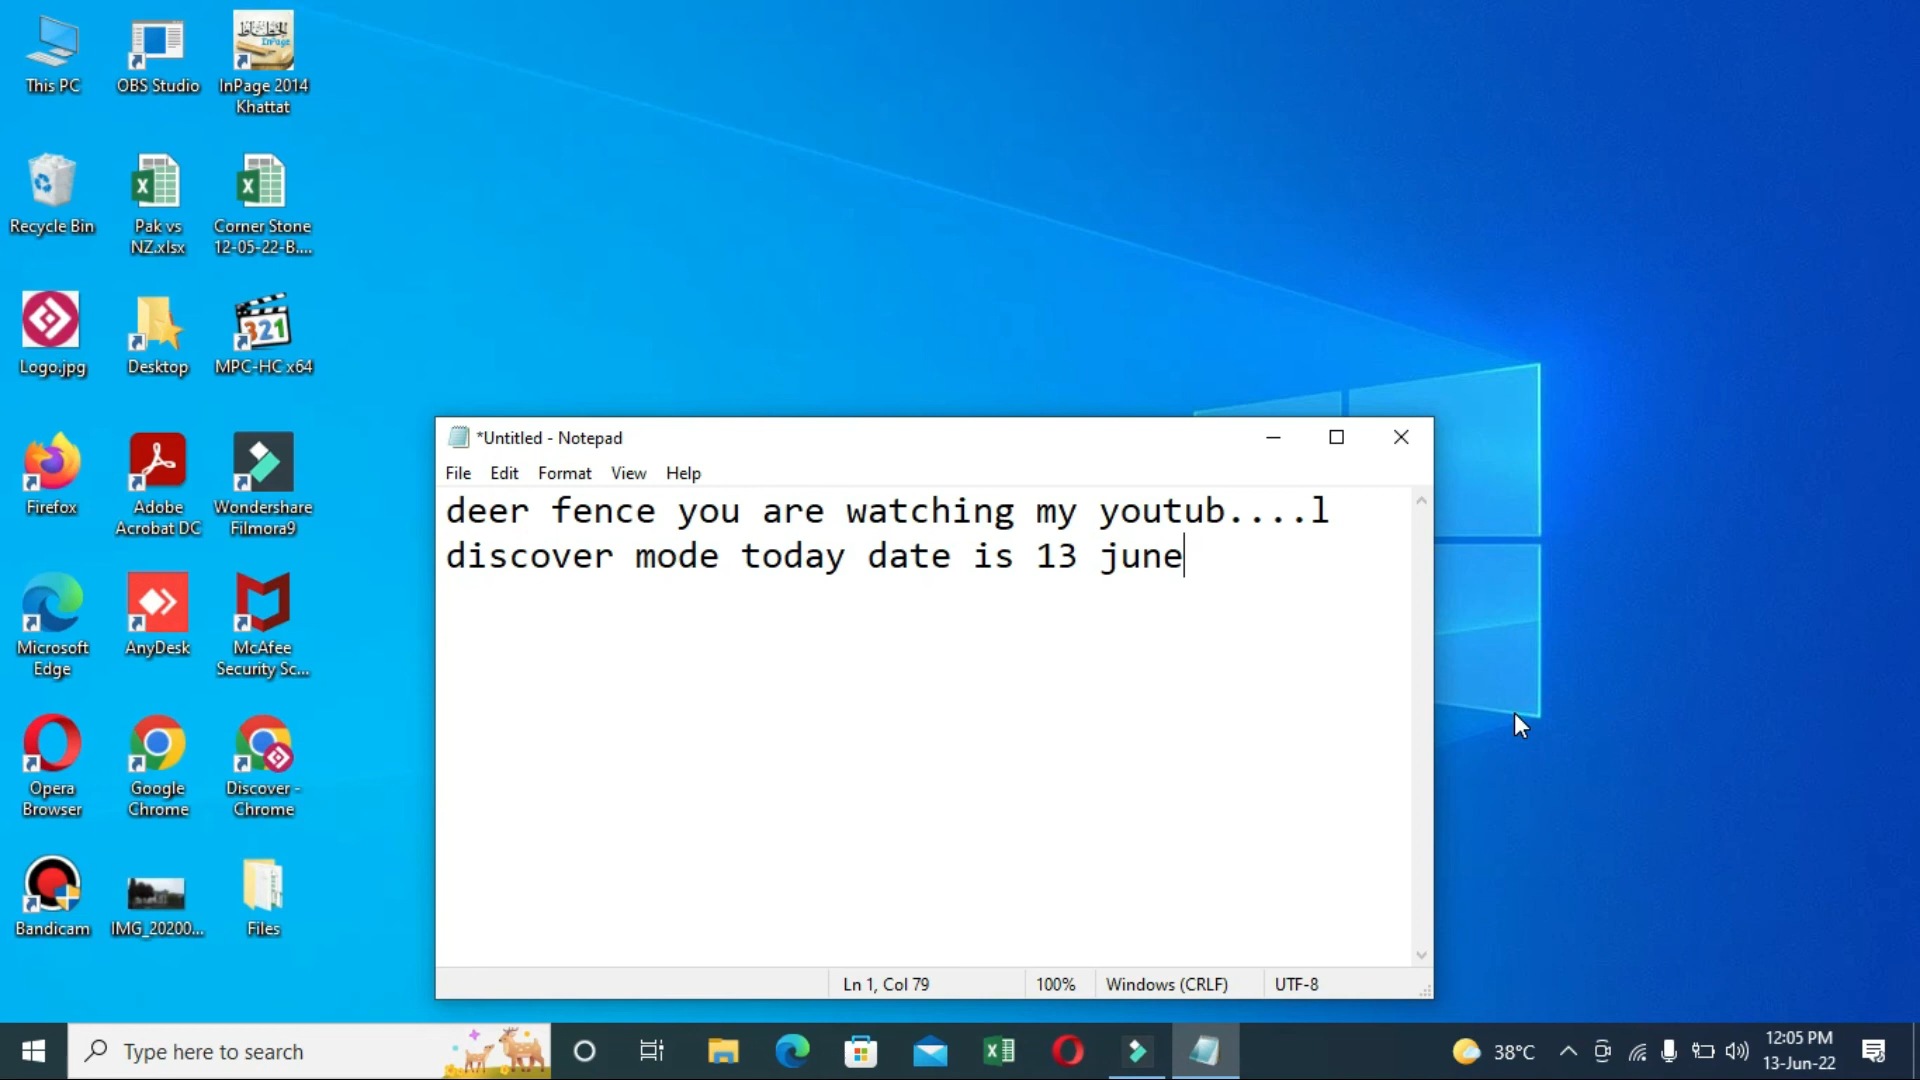 This PC
OBS Studio
InPage 2014
Khattat
Recycle Bin
Pak vs
NZ.xlsx
Corner Stone
12-05-22-B....
Logo.jpg
Desktop
MPC-HC x64
321
Firefox
Adobe
Acrobat DC
Wondershare
Filmora9
Microsoft
Edge
AnyDesk
McAfee
Security Sc...
Opera
Browser
Google
Chrome
Discover -
Chrome
Bandicam
IMG_20200...
Files
*Untitled - Notepad
File Edit Format View Help
deer fence you are watching my youtub....l
discover mode today date is 13 june
Ln 1, Col 79 100% Windows (CRLF) UTF-8
Type here to search
38°C
12:05 PM
13-Jun-22